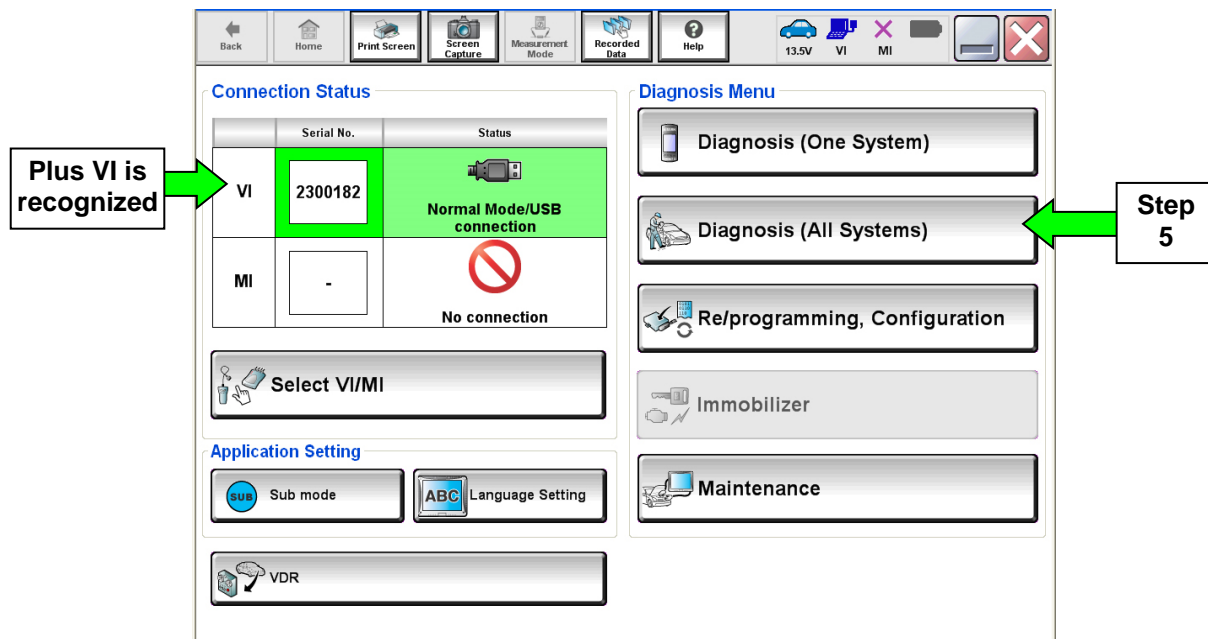 Back
Home
Print Screen
Screen
Capture
Measurement
Mode
Recorded
Data
Help
13.5V
VI
MI
Connection Status
Serial No.
Status
VI
2300182
Normal Mode/USB
connection
MI
-
No connection
Select VI/MI
Application Setting
SUB
Sub mode
ABC
Language Setting
VDR
Diagnosis Menu
Diagnosis (One System)
Diagnosis (All Systems)
Re/programming, Configuration
Immobilizer
Maintenance
Plus VI is
recognized
Step
5